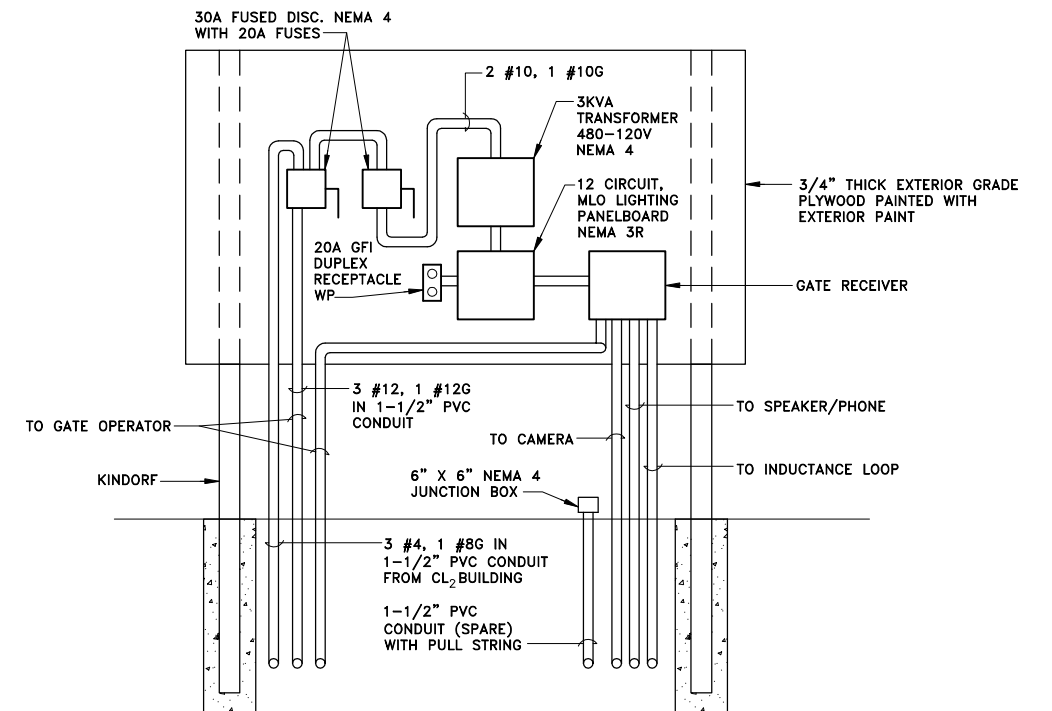 30A FUSED DISC. NEMA 4
WITH 20A FUSES
2 #10, 1 #10G
3KVA
TRANSFORMER
480-120V
NEMA 4
12 CIRCUIT,
MLO LIGHTING
PANELBOARD
NEMA 3R
3/4" THICK EXTERIOR GRADE
PLYWOOD PAINTED WITH
EXTERIOR PAINT
20A GFI
DUPLEX
RECEPTACLE
WP
GATE RECEIVER
3 #12, 1 #12G
IN 1-1/2" PVC
CONDUIT
TO GATE OPERATOR
TO SPEAKER/PHONE
TO CAMERA
TO INDUCTANCE LOOP
KINDORF
6" X 6" NEMA 4
JUNCTION BOX
3 #4, 1 #8G IN
1-1/2" PVC CONDUIT
FROM CL2 BUILDING
1-1/2" PVC
CONDUIT (SPARE)
WITH PULL STRING